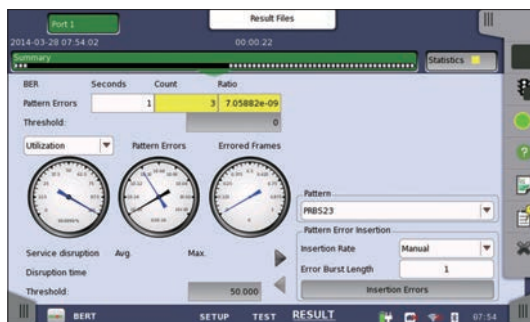 Port 1
Result Files
2014-03-28 07:54:02
00:00:22
Summary
Statistics
BER Seconds Count Ratio
Pattern Errors 1 3 7.05882e-09
Threshold: 0
Utilization Pattern Errors Errored Frames
Pattern
PRBS23
Pattern Error Insertion
Insertion Rate Manual
Error Burst Length 1
Insertion Errors
Service disruption Avg. Max.
Disruption time
Threshold: 50.000
BERT SETUP TEST RESULT 07:54